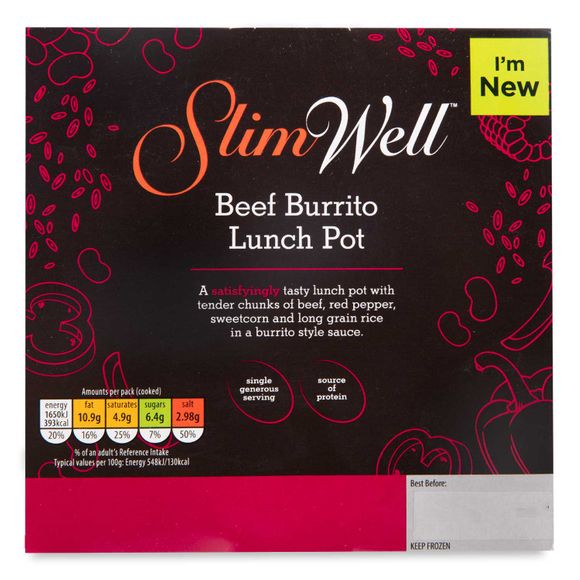 I'm
New
SlimWell™
Beef Burrito
Lunch Pot
A satisfyingly tasty lunch pot with
tender chunks of beef, red pepper,
sweetcorn and long grain rice
in a burrito style sauce.
single
generous
serving
source
of
protein
Amounts per pack (cooked)
energy
1650kJ
393kcal
20%
fat
10.9g
16%
saturates
4.9g
25%
sugars
6.4g
7%
salt
2.98g
50%
% of an adult's Reference Intake
Typical values per 100g: Energy 548kJ/130kcal
Best Before:
KEEP FROZEN